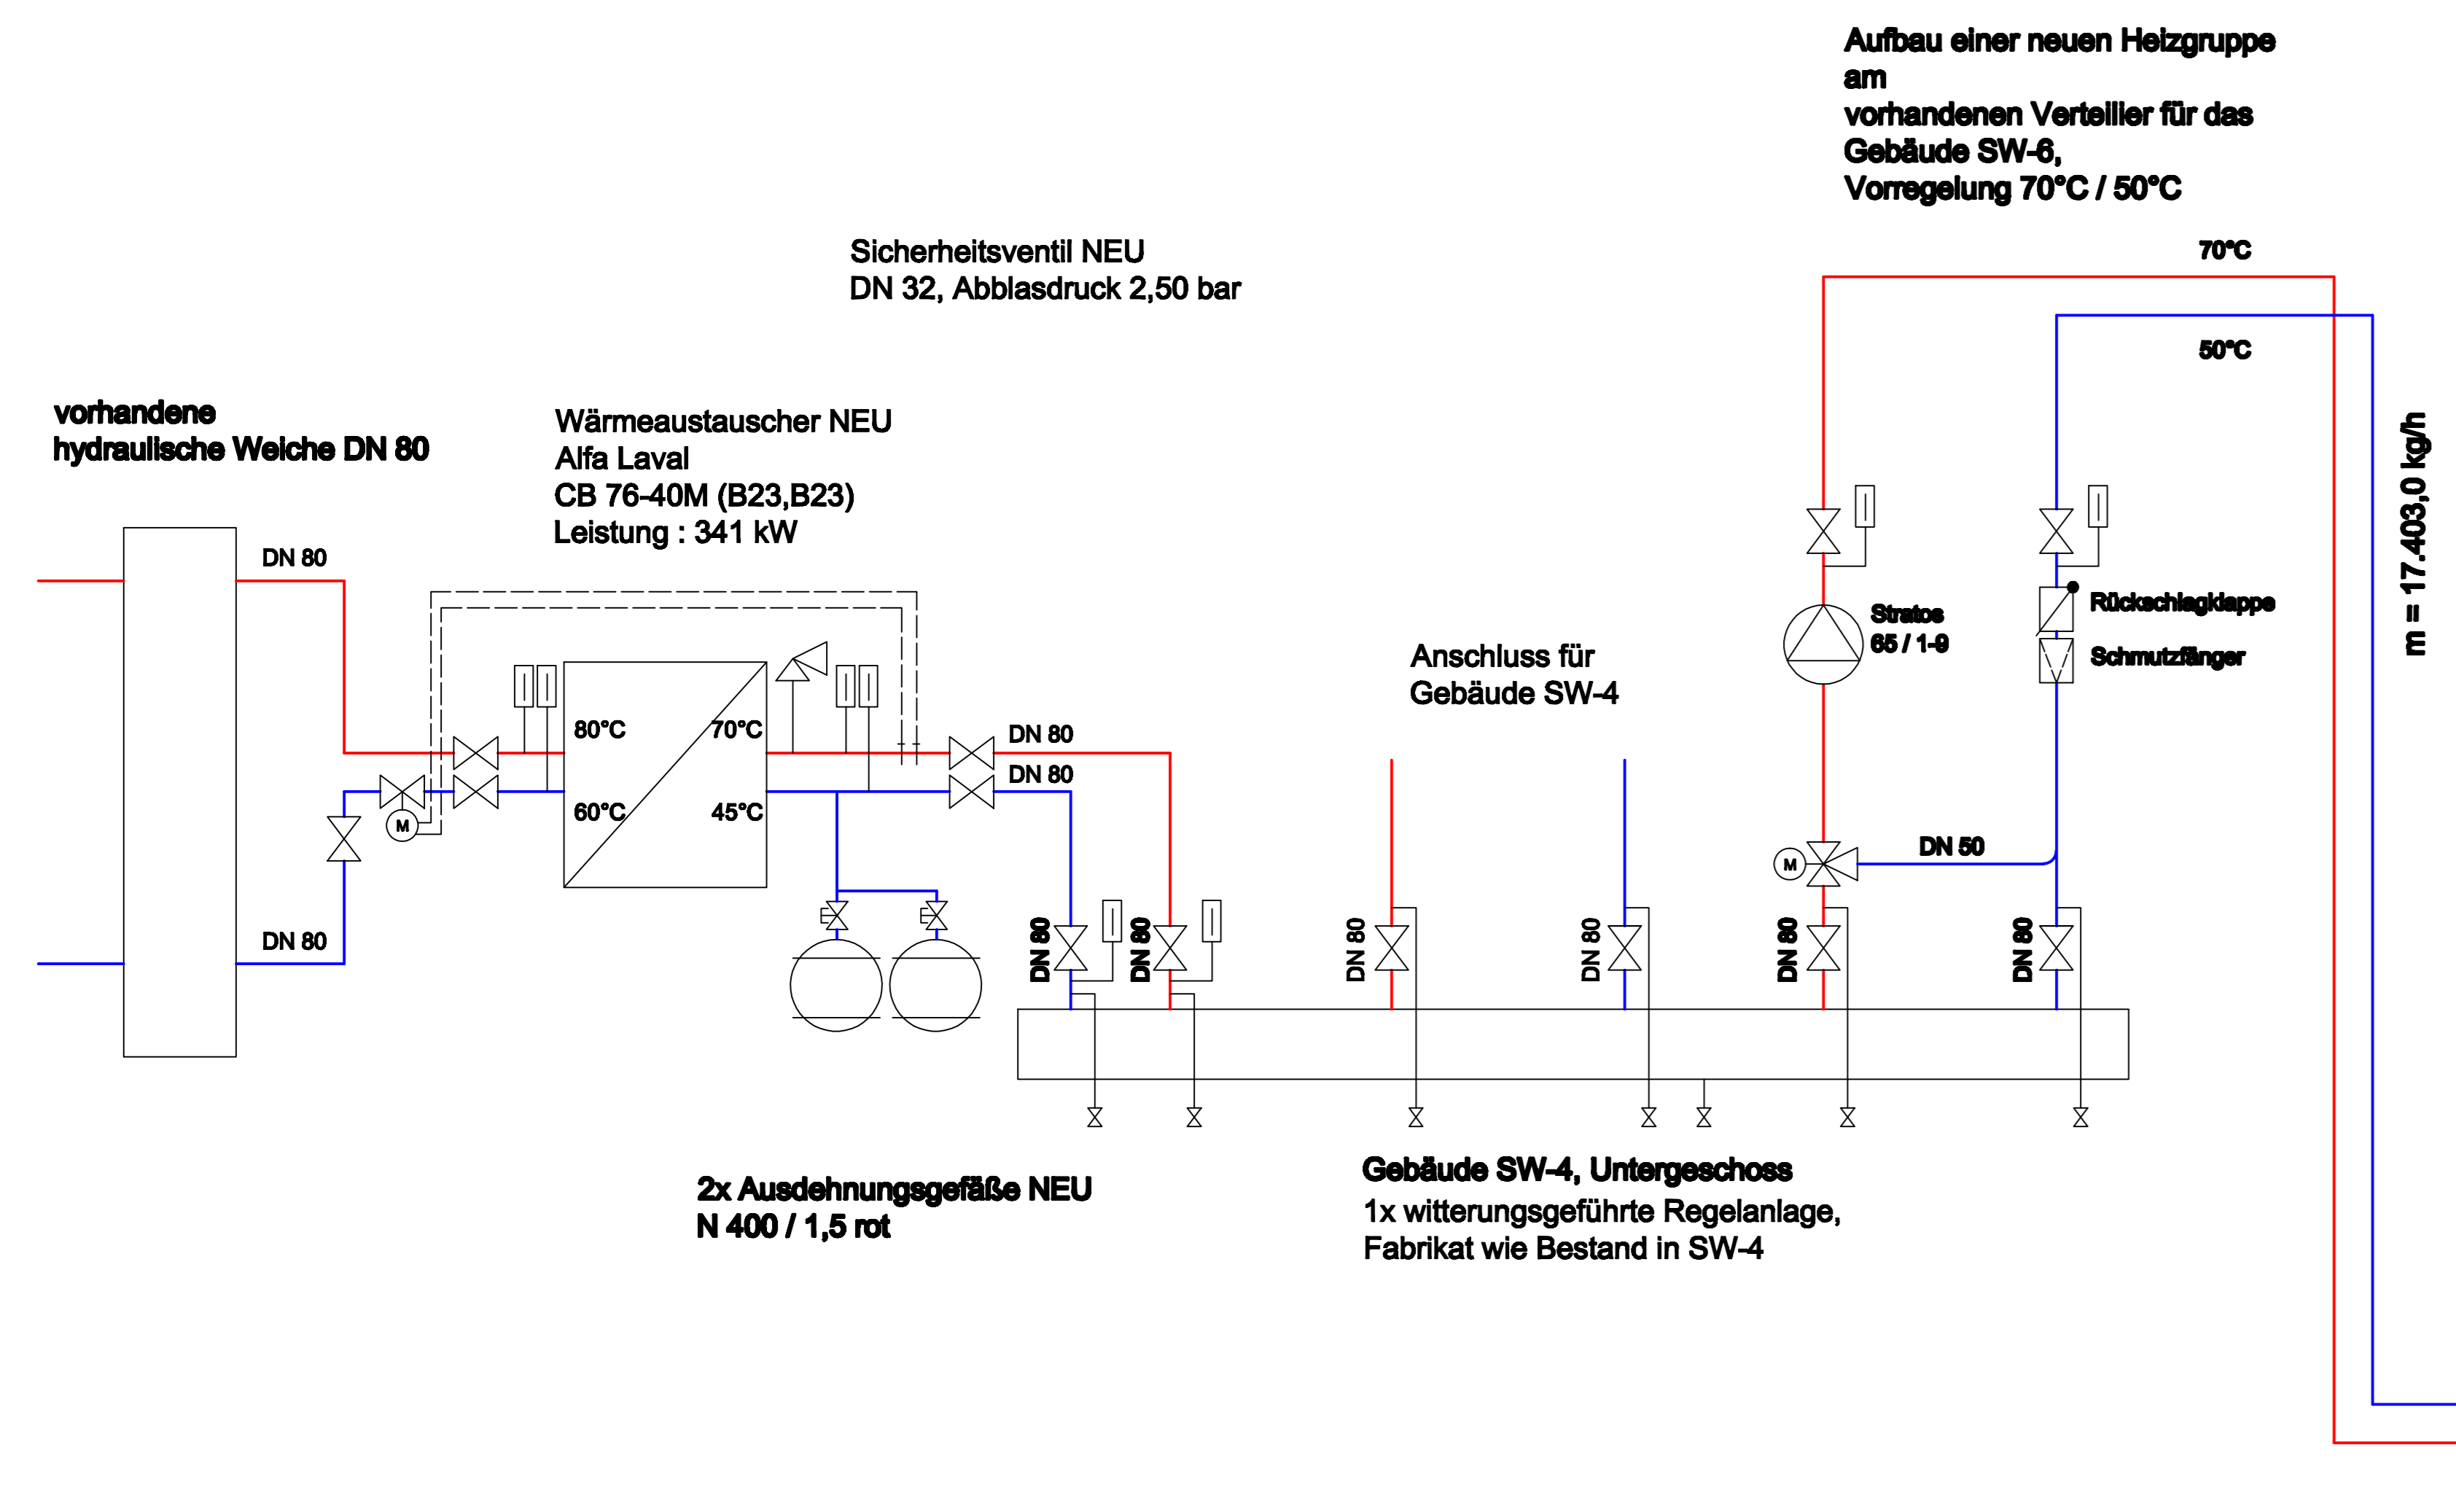 Aufbau einer neuen Heizgruppe
am
vorhandenen Verteilier für das
Gebäude SW-6,
Vorregelung 70°C / 50°C
70°C
50°C
m = 17.403,0 kg/h
Sicherheitsventil NEU
DN 32, Abblasdruck 2,50 bar
vorhandene
hydraulische Weiche DN 80
Wärmeaustauscher NEU
Alfa Laval
CB 76-40M (B23,B23)
Leistung : 341 kW
DN 80
DN 80
M
80°C
70°C
60°C
45°C
DN 80
DN 80
Anschluss für
Gebäude SW-4
Stratos
65 / 1-9
Rückschlagklappe
Schmutzfänger
M
DN 50
DN 80
DN 80
DN 80
DN 80
DN 80
DN 80
2x Ausdehnungsgefäße NEU
N 400 / 1,5 rot
Gebäude SW-4, Untergeschoss
1x witterungsgeführte Regelanlage,
Fabrikat wie Bestand in SW-4